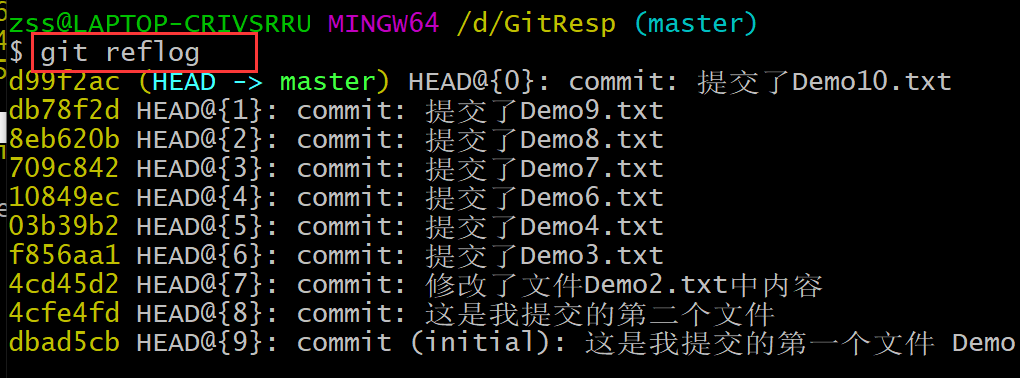 zss@LAPTOP-CRIVSRRU MINGW64 /d/GitResp (master)
$ git reflog
d99f2ac (HEAD -> master) HEAD@{0}: commit: 提交了Demo10.txt
db78f2d HEAD@{1}: commit: 提交了Demo9.txt
8eb620b HEAD@{2}: commit: 提交了Demo8.txt
709c842 HEAD@{3}: commit: 提交了Demo7.txt
10849ec HEAD@{4}: commit: 提交了Demo6.txt
03b39b2 HEAD@{5}: commit: 提交了Demo4.txt
f856aa1 HEAD@{6}: commit: 提交了Demo3.txt
4cd45d2 HEAD@{7}: commit: 修改了文件Demo2.txt中内容
4cfe4fd HEAD@{8}: commit: 这是我提交的第二个文件
dbad5cb HEAD@{9}: commit (initial): 这是我提交的第一个文件 Demo